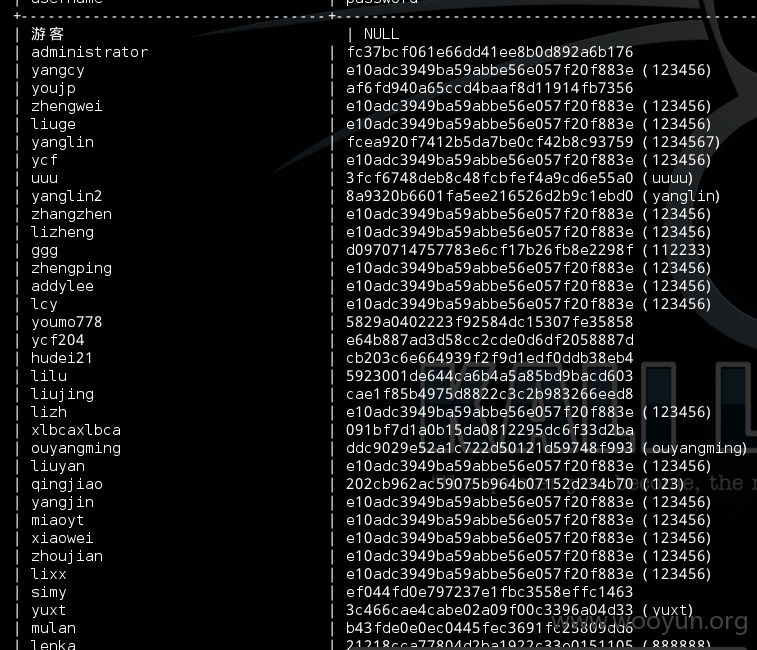 username | password
| 游客 | NULL
| administrator | fc37bcf061e66dd41ee8b0d892a6b176
| yangcy | e10adc3949ba59abbe56e057f20f883e (123456)
| youjp | af6fd940a65ccd4baaf8d11914fb7356
| zhengwei | e10adc3949ba59abbe56e057f20f883e (123456)
| liuge | e10adc3949ba59abbe56e057f20f883e (123456)
| yanglin | fcea920f7412b5da7be0cf42b8c93759 (1234567)
| ycf | e10adc3949ba59abbe56e057f20f883e (123456)
| uuu | 3fcf6748deb8c48fcbfef4a9cd6e55a0 (uuuu)
| yanglin2 | 8a9320b6601fa5ee216526d2b9c1ebd0 (yanglin)
| zhangzhen | e10adc3949ba59abbe56e057f20f883e (123456)
| lizheng | e10adc3949ba59abbe56e057f20f883e (123456)
| ggg | d0970714757783e6cf17b26fb8e2298f (112233)
| zhengping | e10adc3949ba59abbe56e057f20f883e (123456)
| addylee | e10adc3949ba59abbe56e057f20f883e (123456)
| lcy | e10adc3949ba59abbe56e057f20f883e (123456)
| youmo778 | 5829a0402223f92584dc15307fe35858
| ycf204 | e64b887ad3d58cc2cde0d6df2058887d
| hudei21 | cb203c6e664939f2f9d1edf0ddb38eb4
| lilu | 5923001de644ca6b4a5a85bd9bacd603
| liujing | cae1f85b4975d8822c3c2b983266eed8
| lizh | e10adc3949ba59abbe56e057f20f883e (123456)
| xlbcaxlbca | 091bf7d1a0b15da0812295dc6f33d2ba
| ouyangming | ddc9029e52a1c722d50121d59748f993 (ouyangming)
| liuyan | e10adc3949ba59abbe56e057f20f883e (123456)
| qingjiao | 202cb962ac59075b964b07152d234b70 (123)
| yangjin | e10adc3949ba59abbe56e057f20f883e (123456)
| miaoyt | e10adc3949ba59abbe56e057f20f883e (123456)
| xiaowei | e10adc3949ba59abbe56e057f20f883e (123456)
| zhoujian | e10adc3949ba59abbe56e057f20f883e (123456)
| lixx | e10adc3949ba59abbe56e057f20f883e (123456)
| simy | ef044fd0e797237e1fbc3558effc1463
| yuxt | 3c466cae4cabe02a09f00c3396a04d33 (yuxt)
| mulan | b43fde0e0ec0445fec3691fc25809dd6
| lenka | 21218cca77804d2ba1922c33e0151105 (888888)
KALI L
www.wooyun.org